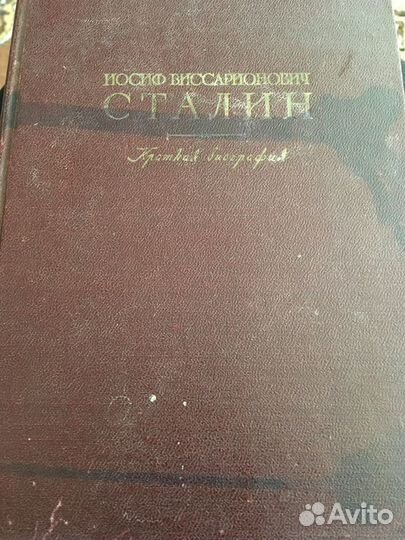 ИОСИФ ВИССАРИОНОВИЧ
СТАЛИН
Краткая биография
Avito